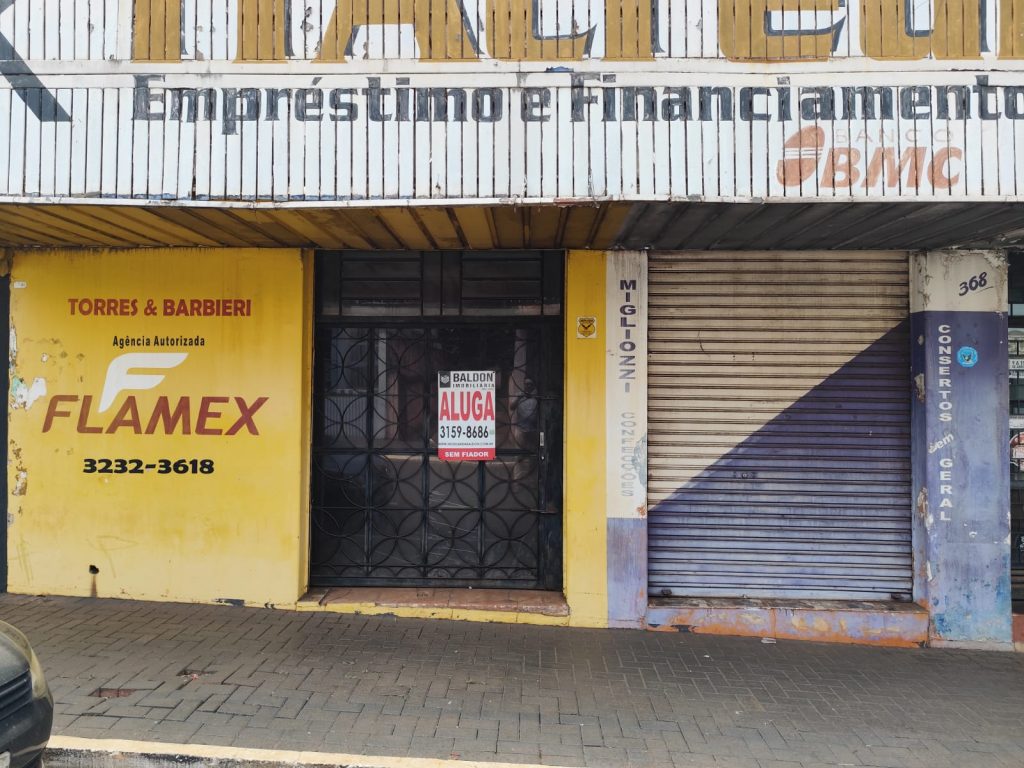 Empréstimo e Financiamento
BANCO
BMC
TORRES & BARBIERI
Agência Autorizada
FLAMEX
3232-3618
BALDON
IMOBILIÁRIA
ALUGA
3159-8686
SEM FIADOR
MIGLIOZZI CONFECÇÕES
368
CONSERTOS em GERAL